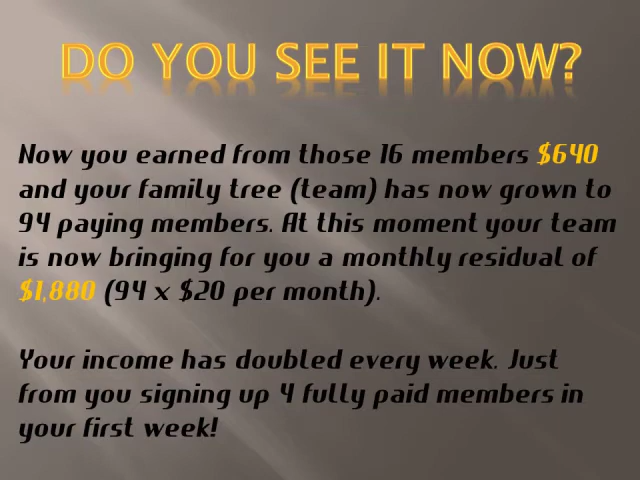 DO YOU SEE IT NOW?
Now you earned from those 16 members $640
and your family tree (team) has now grown to
94 paying members. At this moment your team
is now bringing for you a monthly residual of
$1,880 (94 x $20 per month).
Your income has doubled every week. Just
from you signing up 4 fully paid members in
your first week!